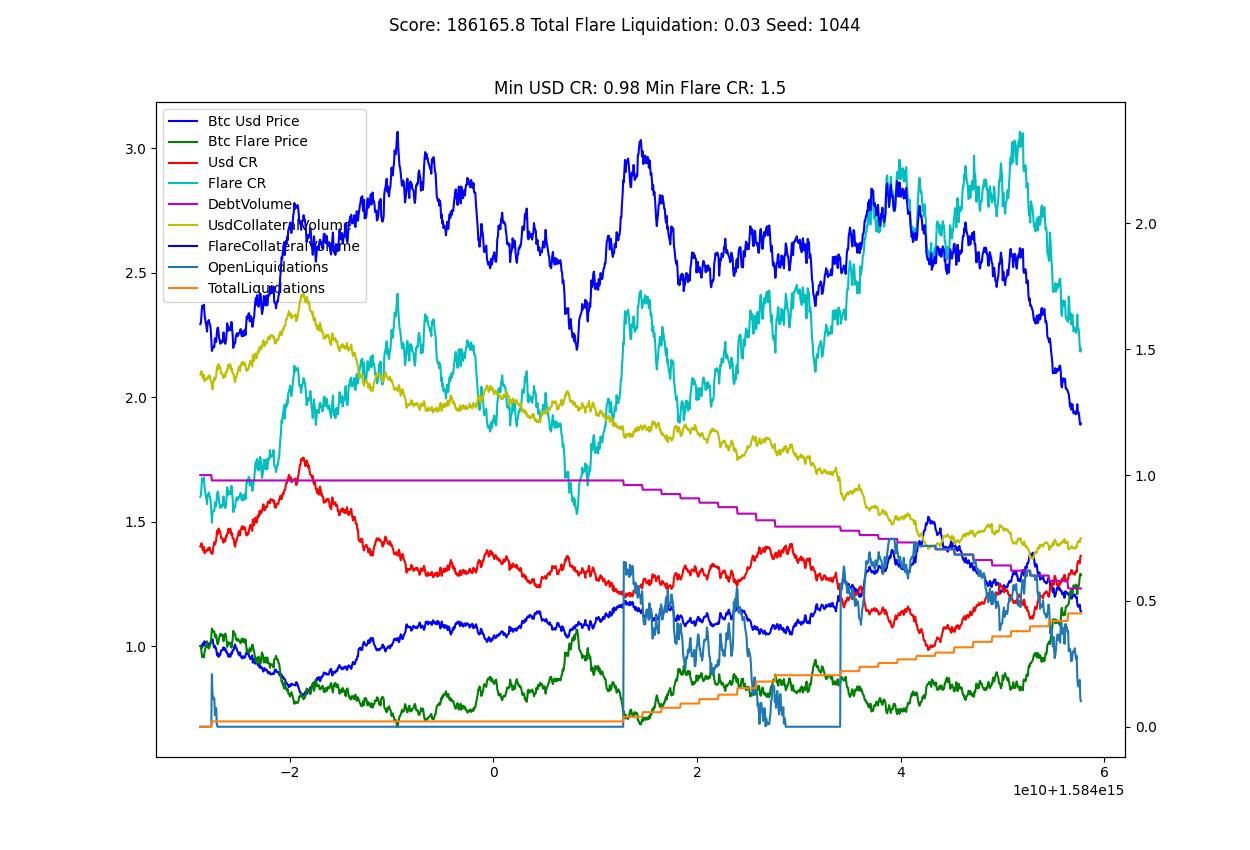 Score: 186165.8 Total Flare Liquidation: 0.03 Seed: 1044
Min USD CR: 0.98 Min Flare CR: 1.5
Btc Usd Price
Btc Flare Price
Usd CR
Flare CR
DebtVolume
UsdCollateralVolume
FlareCollateralVolume
OpenLiquidations
TotalLiquidations
3.0
2.5
2.0
1.5
1.0
2.0
1.5
1.0
0.5
0.0
−2 0 2 4 6
1e10+1.584e15